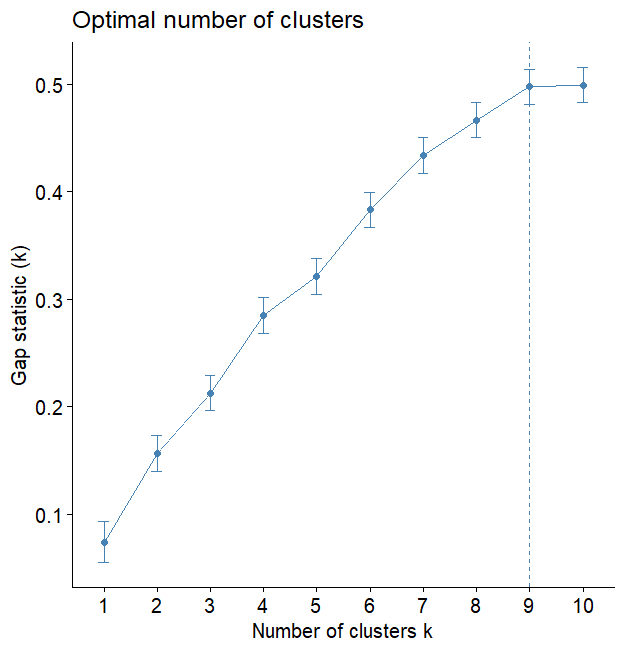 Optimal number of clusters
0.5
0.4
0.3
0.2
0.1
Gap statistic (k)
1 2 3 4 5 6 7 8 9 10
Number of clusters k